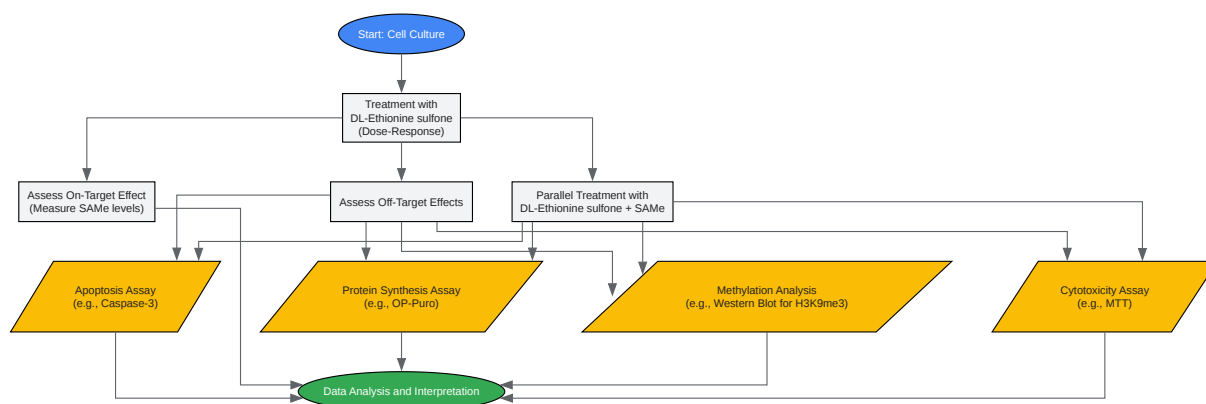 Start: Cell Culture
Treatment with
DL-Ethionine sulfone
(Dose-Response)
Assess On-Target Effect
(Measure SAMe levels)
Assess Off-Target Effects
Parallel Treatment with
DL-Ethionine sulfone + SAMe
Apoptosis Assay
(e.g., Caspase-3)
Protein Synthesis Assay
(e.g., OP-Puro)
Methylation Analysis
(e.g., Western Blot for H3K9me3)
Cytotoxicity Assay
(e.g., MTT)
Data Analysis and Interpretation